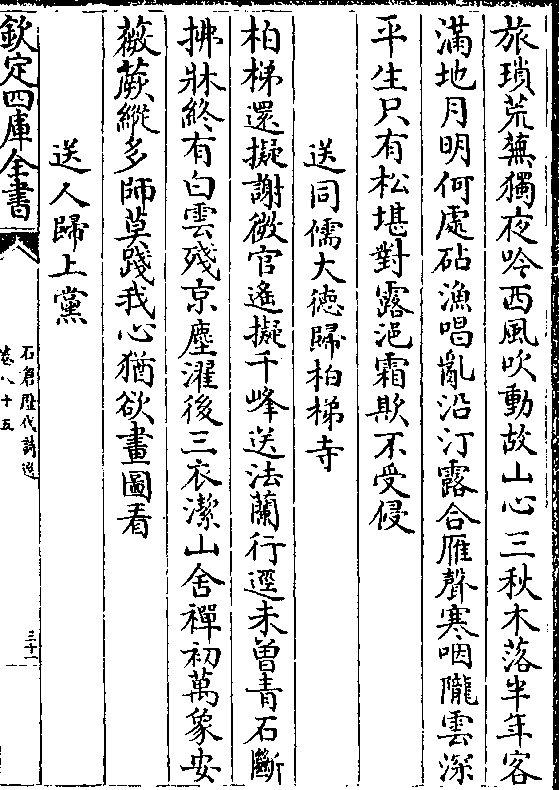 旅瑣荒蕪獨夜吟西風吹動故山心三秋木落半年客
滿地月明何處砧漁唱亂沿汀露合雁聲寒咽隴雲深
平生只有松堪對露浥霜欺不受侵
送同儒大徳歸柏梯寺
柏梯還擬謝微官遙擬千峰送法蘭行逕未曽青石斷
拂牀終有白雲殘京塵濯後三衣潔山舍禪初萬象安
薇蕨縱多師莫踐我心猶欲畫圖看
送人歸上黨
欽定四庫全書
石倉歷代詩選
卷八十五
三十一